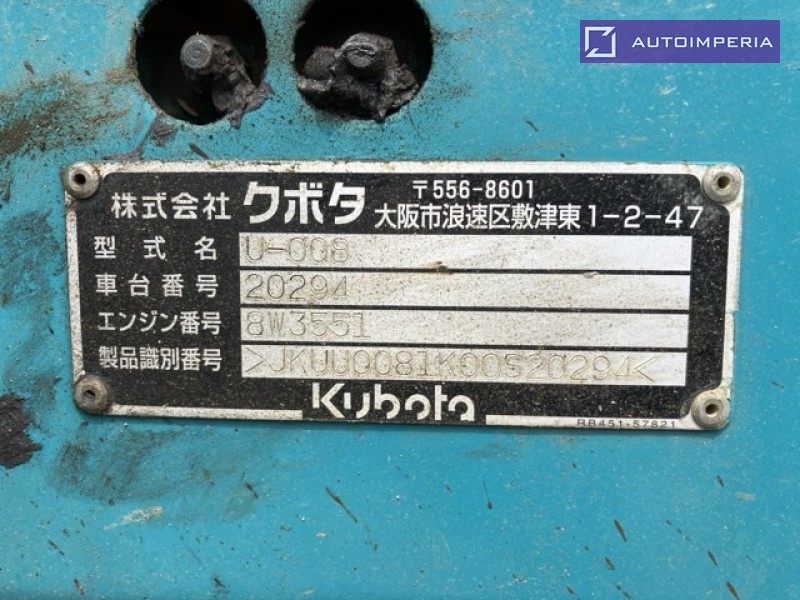 AUTOIMPERIA
株式会社 クボタ 〒556-8601
大阪市浪速区敷津東1-2-47
型式名 U-008
車台番号 20294
エンジン番号 8W3551
製品識別番号 >JKUU0081K00S20294<
Kubota
RB451-57821